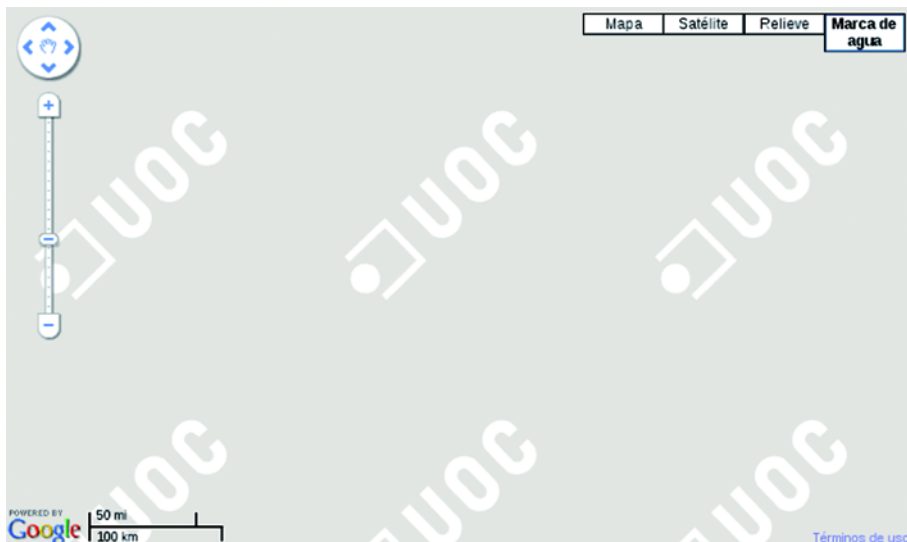 Mapa
Satélite
Relieve
Marca de
agua
UOC
UOC
UOC
UOC
UOC
UOC
POWERED BY
Google
50 mi
100 km
Términos de uso